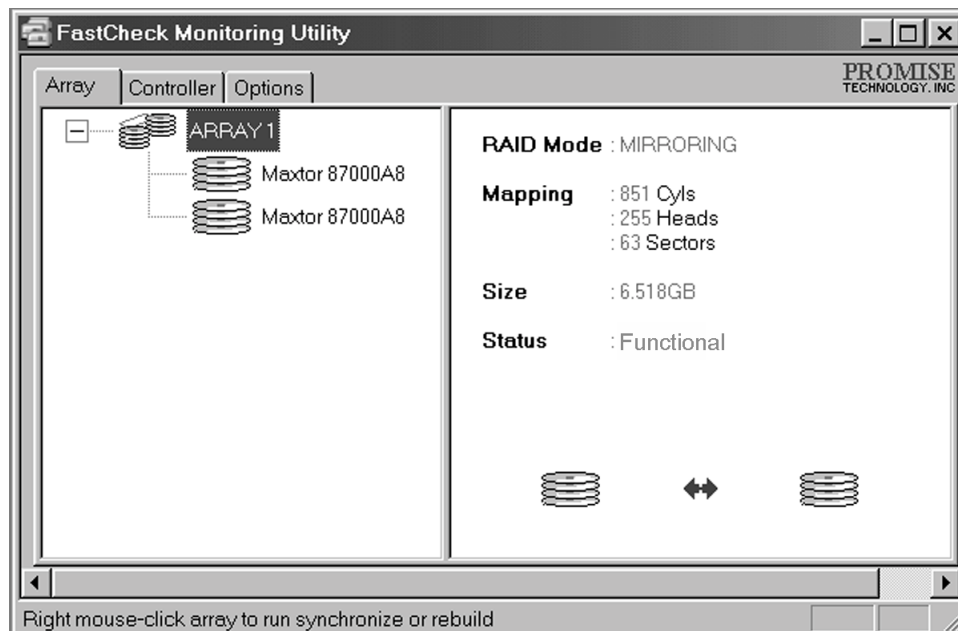 FastCheck Monitoring Utility
PROMISE
TECHNOLOGY. INC
Array Controller Options
ARRAY 1
Maxtor 87000A8
Maxtor 87000A8
RAID Mode : MIRRORING
Mapping : 851 Cyls
: 255 Heads
: 63 Sectors
Size : 6.518GB
Status : Functional
Right mouse-click array to run synchronize or rebuild